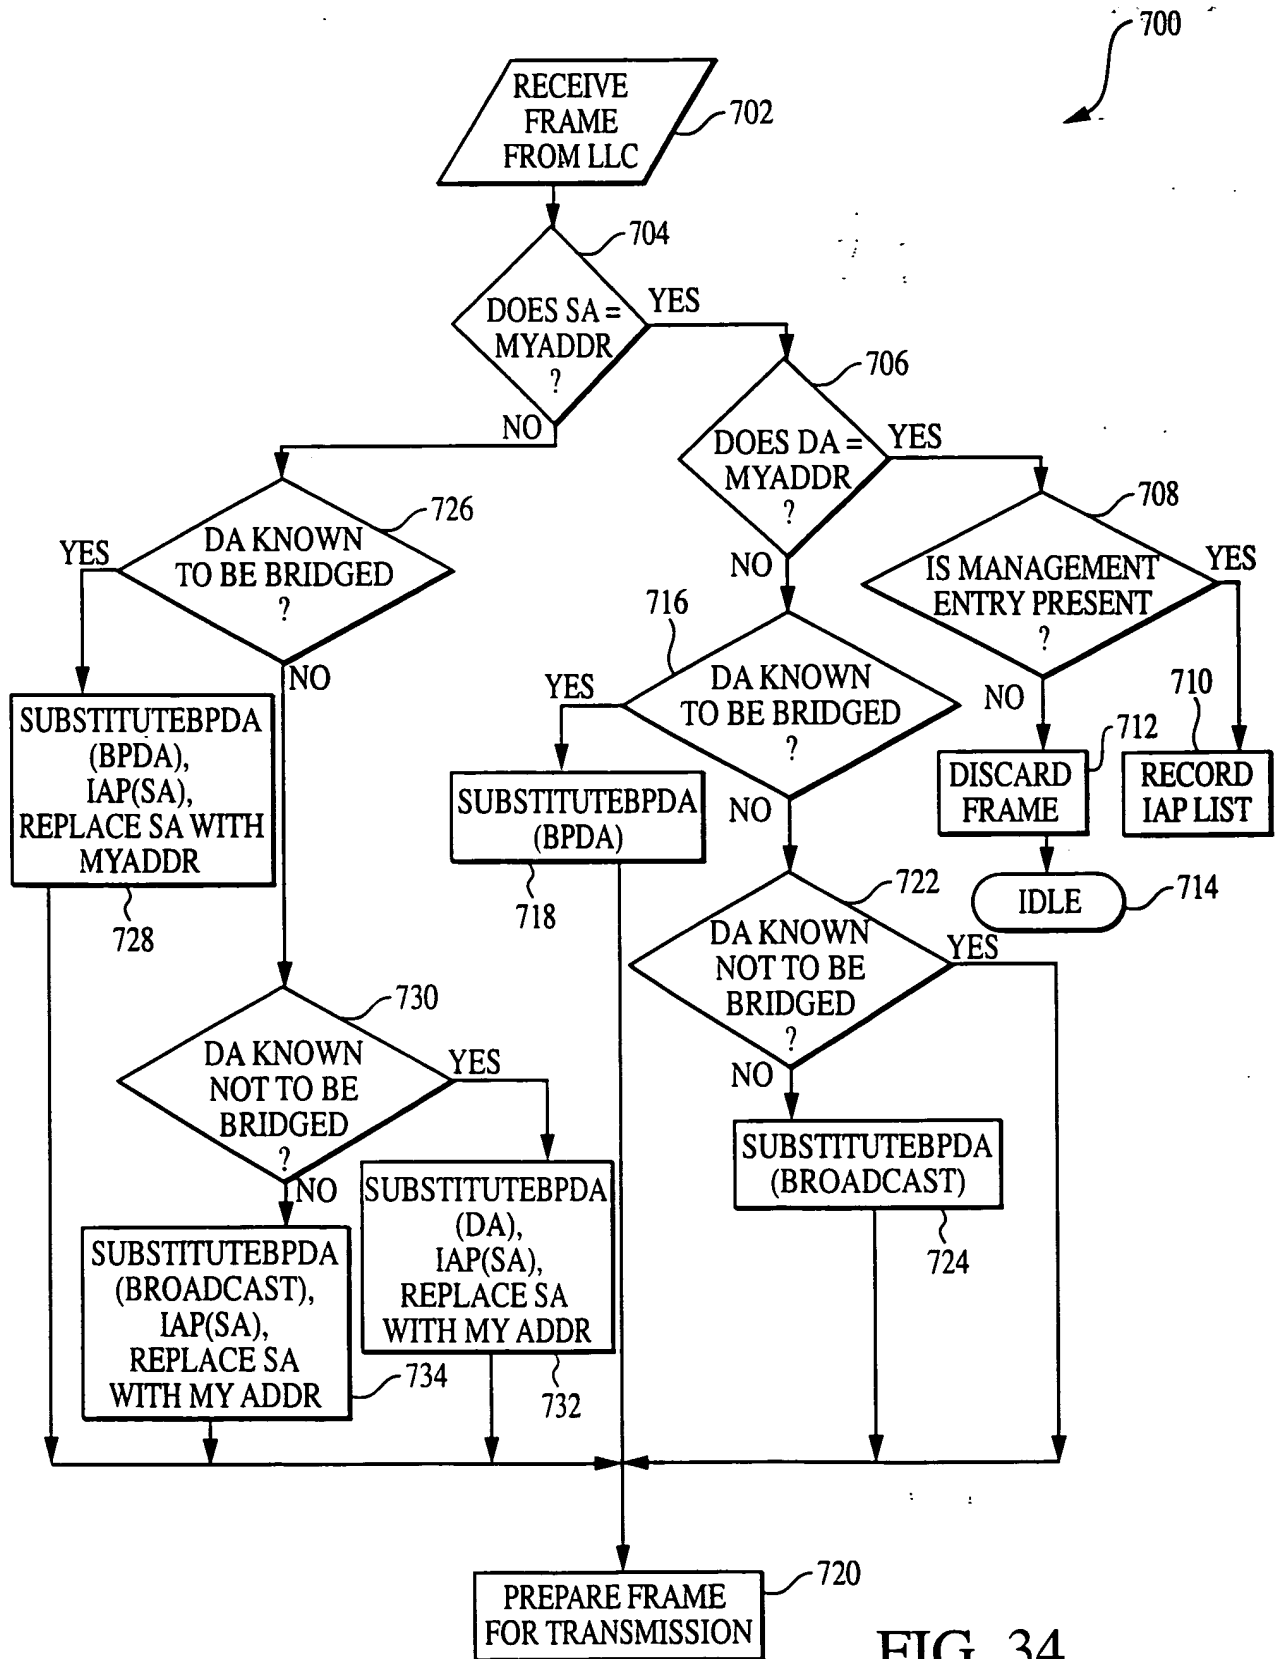 700
RECEIVE
FRAME
FROM LLC
702
704
DOES SA =
MYADDR
?
YES
NO
706
DOES DA =
MYADDR
?
YES
NO
708
IS MANAGEMENT
ENTRY PRESENT
?
YES
NO
710
RECORD
IAP LIST
712
DISCARD
FRAME
IDLE
714
716
DA KNOWN
TO BE BRIDGED
?
YES
NO
SUBSTITUTEBPDA
(BPDA)
718
722
DA KNOWN
NOT TO BE
BRIDGED
?
YES
NO
SUBSTITUTEBPDA
(BROADCAST)
724
726
DA KNOWN
TO BE BRIDGED
?
YES
NO
SUBSTITUTEBPDA
(BPDA),
IAP(SA),
REPLACE SA WITH
MYADDR
728
730
DA KNOWN
NOT TO BE
BRIDGED
?
YES
NO
SUBSTITUTEBPDA
(DA),
IAP(SA),
REPLACE SA
WITH MY ADDR
732
SUBSTITUTEBPDA
(BROADCAST),
IAP(SA),
REPLACE SA
WITH MY ADDR
734
PREPARE FRAME
FOR TRANSMISSION
720
FIG. 34